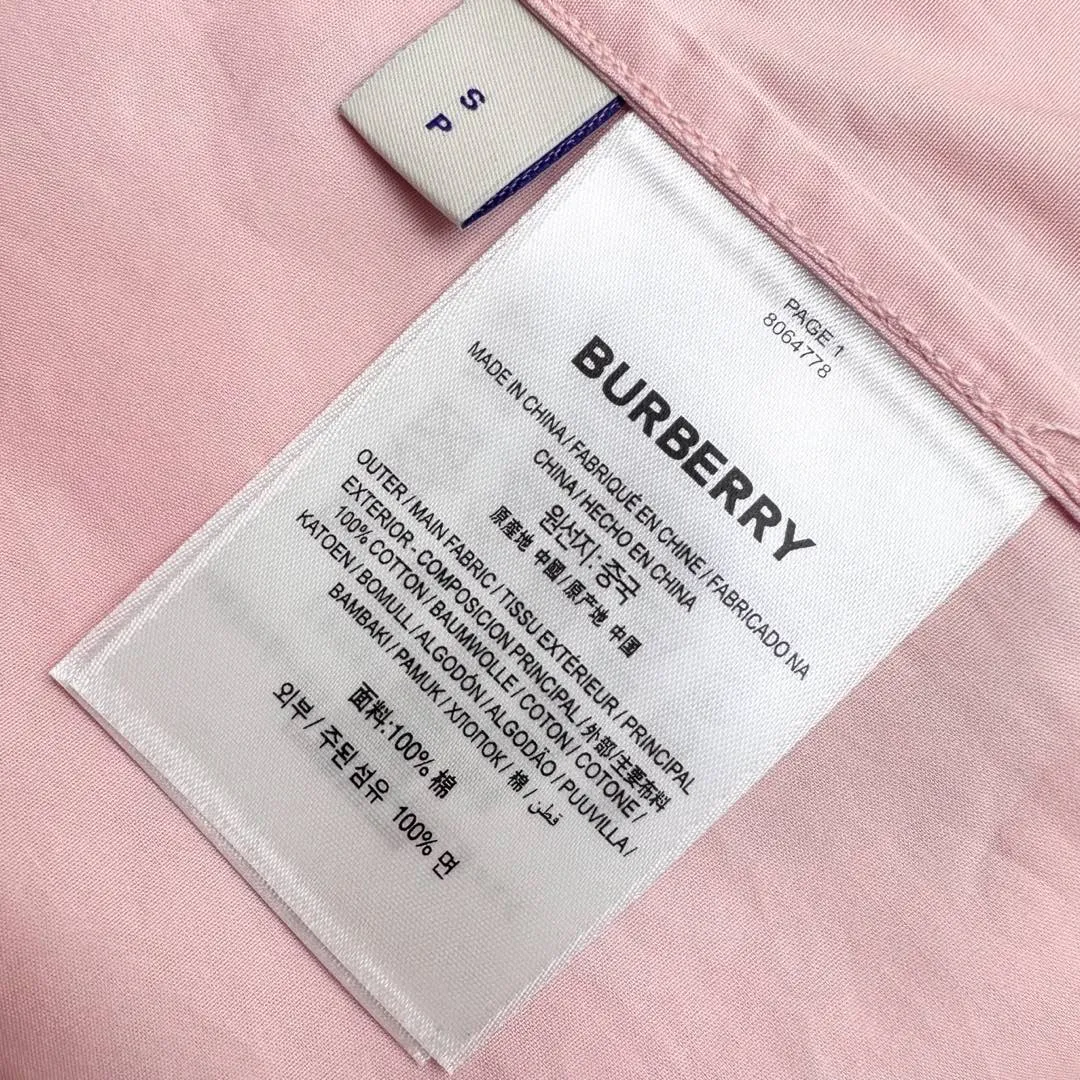 S
P
PAGE 1
8064778
BURBERRY
MADE IN CHINA / FABRIQUÉ EN CHINE / FABRICADO NA
CHINA / HECHO EN CHINA
원산지: 중국
原產地 中國 / 原产地 中國
OUTER / MAIN FABRIC / TISSU EXTÉRIEUR / PRINCIPAL
EXTERIOR - COMPOSICION PRINCIPAL / 外部/主要布料
100% COTTON / BAUMWOLLE / COTON / COTONE /
KATOEN / BOMULL / ALGODÓN / ALGODÃO / PUUVILLA /
BAMBAKI / PAMUK / ХЛОПОК / 棉 / قطن
面料:100% 棉
외부 / 주된 섬유 100% 면